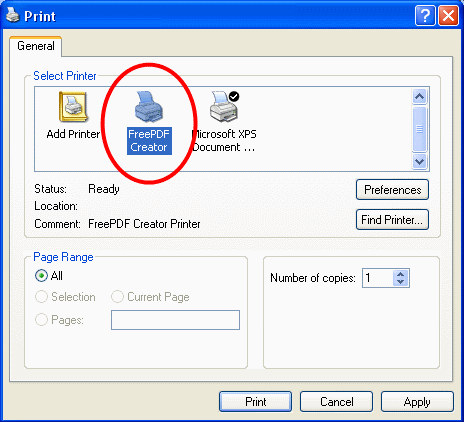 Print
General
Select Printer
Add Printer
FreePDF
Creator
Microsoft XPS
Document ...
Status: Ready
Preferences
Location:
Comment: FreePDF Creator Printer
Find Printer...
Page Range
All
Number of copies: 1
Selection Current Page
Pages:
Print Cancel Apply